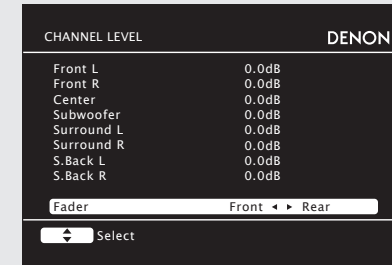 CHANNEL LEVEL DENON
Front L 0.0dB
Front R 0.0dB
Center 0.0dB
Subwoofer 0.0dB
Surround L 0.0dB
Surround R 0.0dB
S.Back L 0.0dB
S.Back R 0.0dB
Fader Front ◄ ► Rear
Select